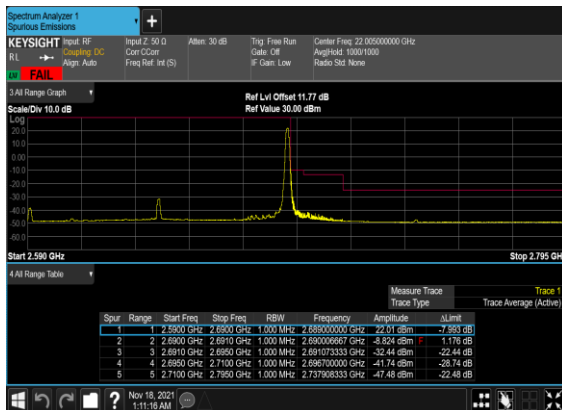 Spectrum Analyzer 1
Spurious Emissions
KEYSIGHT Input: RF Input Z: 50 Ω Atten: 30 dB Trig: Free Run Center Freq: 22.005000000 GHz
RL Coupling: DC Corr CCorr Gate: Off Avg|Hold: 1000/1000
Align: Auto Freq Ref: Int (S) IF Gain: Low Radio Std: None
FAIL
3 All Range Graph
Ref Lvl Offset 11.77 dB
Scale/Div 10.0 dB Ref Value 30.00 dBm
Log
20.0
10.0
0.00
-10.0
-20.0
-30.0
-40.0
-50.0
-60.0
Start 2.590 GHz Stop 2.795 GH
4 All Range Table
Measure Trace Trace 1
Trace Type Trace Average (Active)
Spur Range Start Freq Stop Freq RBW Frequency Amplitude ΔLimit
1 1 2.5900 GHz 2.6900 GHz 1.000 MHz 2.689000000 GHz 22.01 dBm -7.993 dB
2 2 2.6900 GHz 2.6910 GHz 1.000 MHz 2.690006667 GHz -8.824 dBm F 1.176 dB
3 3 2.6910 GHz 2.6950 GHz 1.000 MHz 2.691073333 GHz -32.44 dBm -22.44 dB
4 4 2.6950 GHz 2.7100 GHz 1.000 MHz 2.696700000 GHz -41.74 dBm -28.74 dB
5 5 2.7100 GHz 2.7950 GHz 1.000 MHz 2.737908333 GHz -47.48 dBm -22.48 dB
Nov 18, 2021
1:11:16 AM